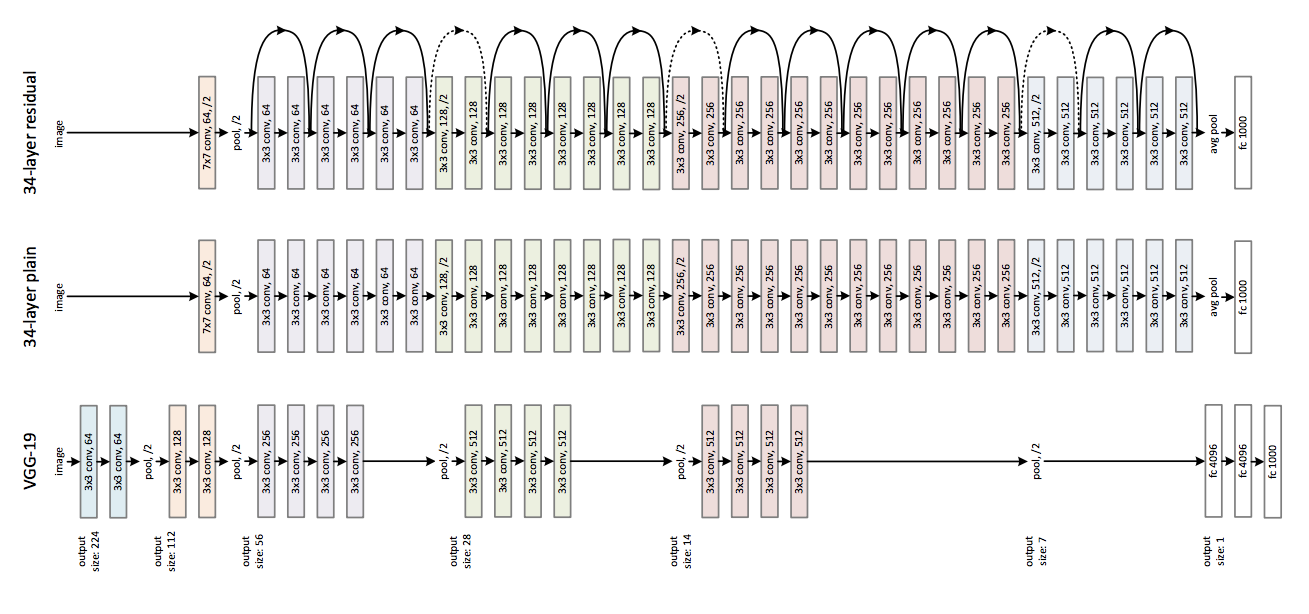 34-layer residual
image
7x7 conv, 64, /2
pool, /2
3x3 conv, 64
3x3 conv, 64
3x3 conv, 64
3x3 conv, 64
3x3 conv, 64
3x3 conv, 64
3x3 conv, 128, /2
3x3 conv, 128
3x3 conv, 128
3x3 conv, 128
3x3 conv, 128
3x3 conv, 128
3x3 conv, 128
3x3 conv, 128
3x3 conv, 256, /2
3x3 conv, 256
3x3 conv, 256
3x3 conv, 256
3x3 conv, 256
3x3 conv, 256
3x3 conv, 256
3x3 conv, 256
3x3 conv, 256
3x3 conv, 256
3x3 conv, 256
3x3 conv, 256
3x3 conv, 512, /2
3x3 conv, 512
3x3 conv, 512
3x3 conv, 512
3x3 conv, 512
3x3 conv, 512
avg pool
fc 1000
34-layer plain
image
7x7 conv, 64, /2
pool, /2
3x3 conv, 64
3x3 conv, 64
3x3 conv, 64
3x3 conv, 64
3x3 conv, 64
3x3 conv, 64
3x3 conv, 128, /2
3x3 conv, 128
3x3 conv, 128
3x3 conv, 128
3x3 conv, 128
3x3 conv, 128
3x3 conv, 128
3x3 conv, 128
3x3 conv, 256, /2
3x3 conv, 256
3x3 conv, 256
3x3 conv, 256
3x3 conv, 256
3x3 conv, 256
3x3 conv, 256
3x3 conv, 256
3x3 conv, 256
3x3 conv, 256
3x3 conv, 256
3x3 conv, 256
3x3 conv, 512, /2
3x3 conv, 512
3x3 conv, 512
3x3 conv, 512
3x3 conv, 512
3x3 conv, 512
avg pool
fc 1000
VGG-19
image
3x3 conv, 64
3x3 conv, 64
pool, /2
3x3 conv, 128
3x3 conv, 128
pool, /2
3x3 conv, 256
3x3 conv, 256
3x3 conv, 256
3x3 conv, 256
pool, /2
3x3 conv, 512
3x3 conv, 512
3x3 conv, 512
3x3 conv, 512
pool, /2
3x3 conv, 512
3x3 conv, 512
3x3 conv, 512
3x3 conv, 512
pool, /2
fc 4096
fc 4096
fc 1000
output
size: 224
output
size: 112
output
size: 56
output
size: 28
output
size: 14
output
size: 7
output
size: 1